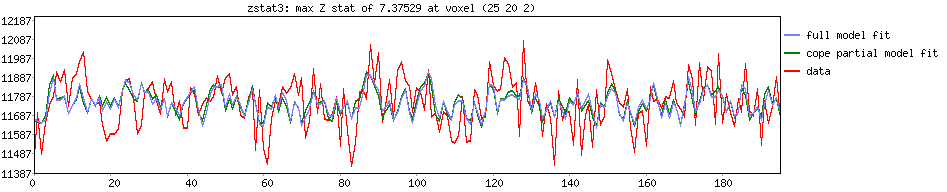 zstat3: max Z stat of 7.37529 at voxel (25 20 2)
12187
12087
11987
11887
11787
11687
11587
11487
11387
0 20 40 60 80 100 120 140 160 180
full model fit
cope partial model fit
data